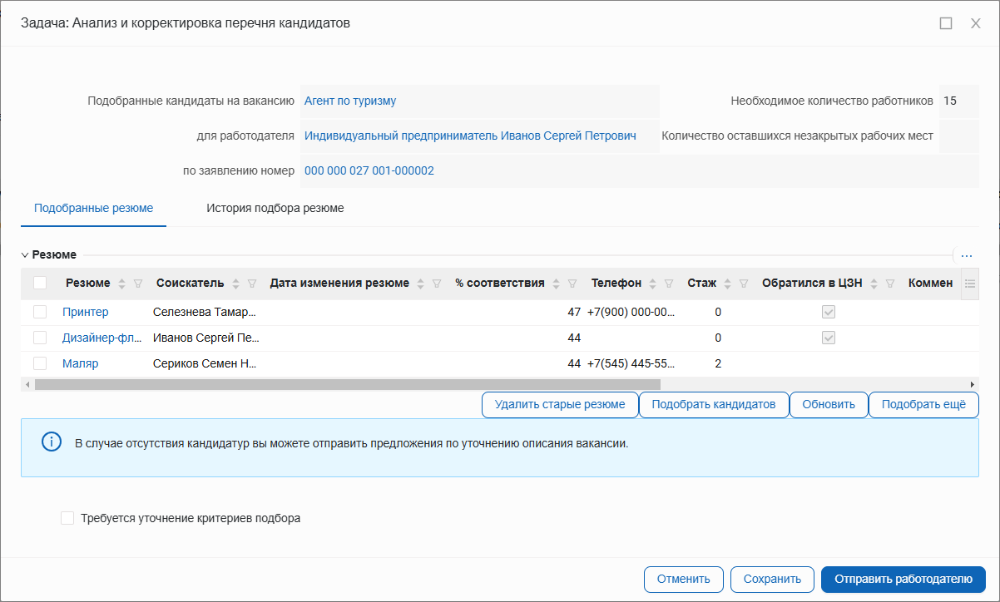 Задача: Анализ и корректировка перечня кандидатов
Подобранные кандидаты на вакансию Агент по туризму Необходимое количество работников 15
для работодателя Индивидуальный предприниматель Иванов Сергей Петрович Количество оставшихся незакрытых рабочих мест
по заявлению номер 000 000 027 001-000002
Подобранные резюме История подбора резюме
Резюме ...
Резюме Соискатель Дата изменения резюме % соответствия Телефон Стаж Обратился в ЦЗН Коммен
Принтер Селезнева Тамар... 47 +7(900) 000-00... 0
Дизайнер-фл... Иванов Сергей Пе... 44 0
Маляр Сериков Семен Н... 44 +7(545) 445-55... 2
Удалить старые резюме Подобрать кандидатов Обновить Подобрать ещё
В случае отсутствия кандидатур вы можете отправить предложения по уточнению описания вакансии.
Требуется уточнение критериев подбора
Отменить Сохранить Отправить работодателю